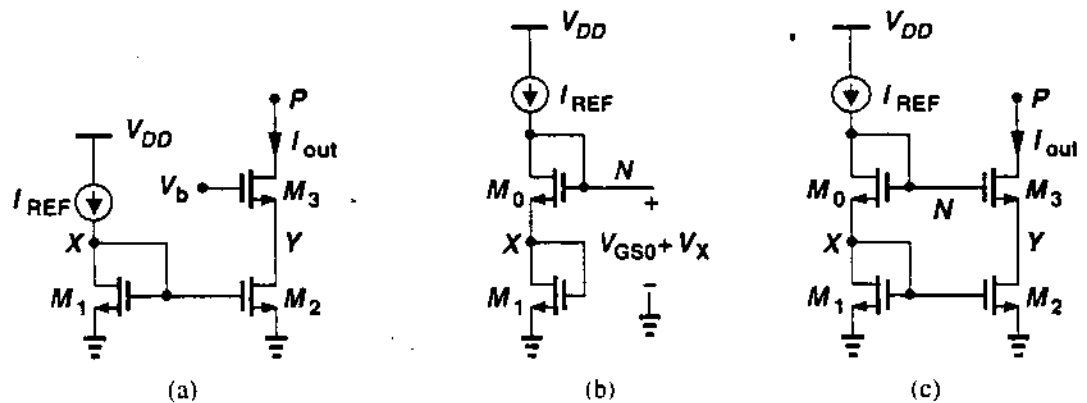 V_DD
I_REF
X
M_1
V_b
P
I_out
M_3
Y
M_2
(a)
V_DD
I_REF
M_0
N
+
X
V_GS0 + V_X
M_1
–
(b)
V_DD
I_REF
P
I_out
M_0
N
M_3
X
Y
M_1
M_2
(c)